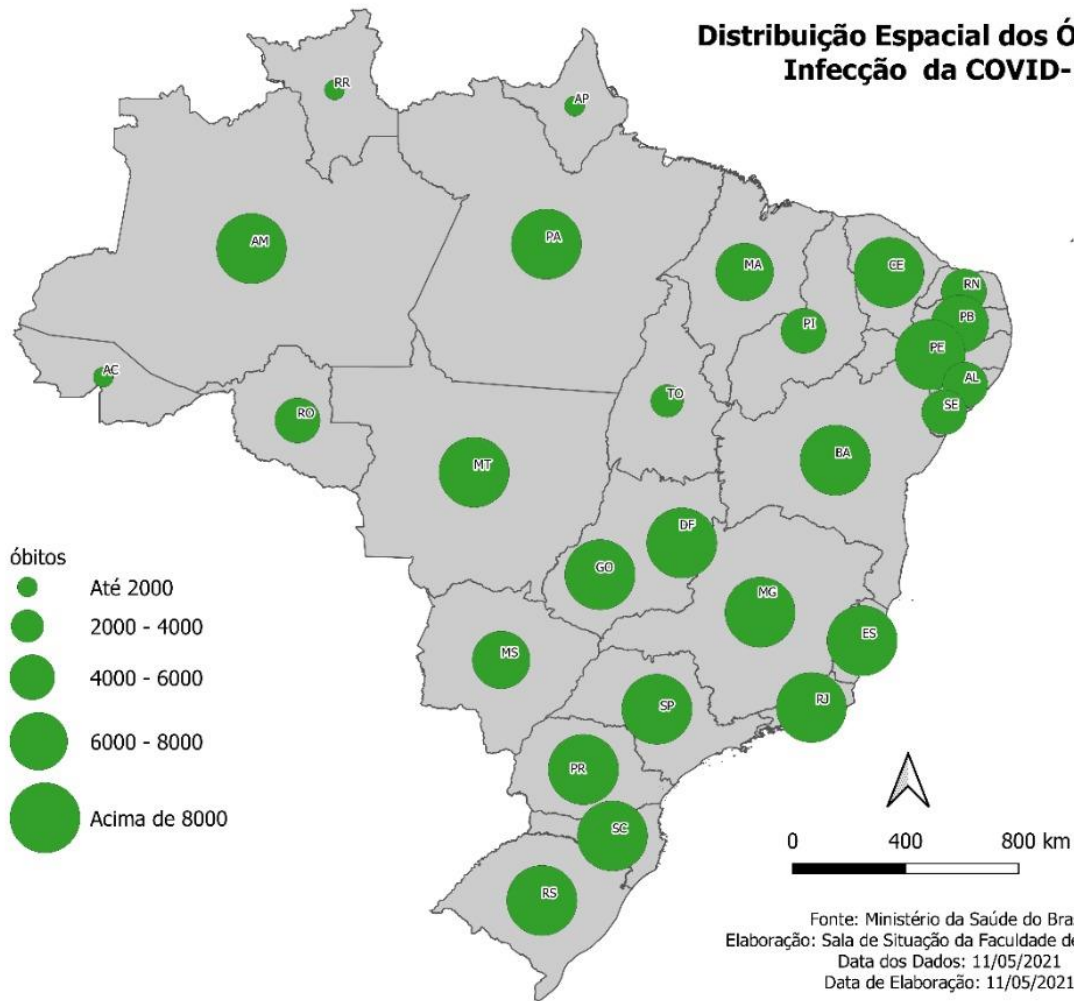 Distribuição Espacial dos Ó
Infecção da COVID-
RR
AP
AM
PA
MA
CE
RN
PI
PB
PE
AC
TO
AL
RO
SE
BA
MT
DF
GO
MG
ES
MS
SP
RJ
PR
SC
RS
óbitos
Até 2000
2000 - 4000
4000 - 6000
6000 - 8000
Acima de 8000
0 400 800 km
Fonte: Ministério da Saúde do Bra
Elaboração: Sala de Situação da Faculdade de
Data dos Dados: 11/05/2021
Data de Elaboração: 11/05/2021